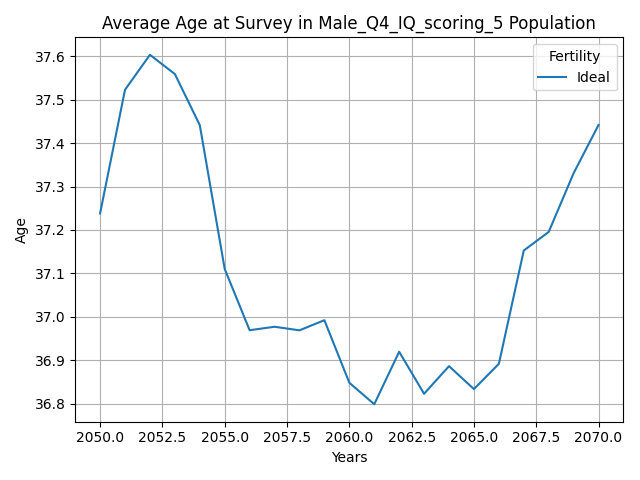 Average Age at Survey in Male_Q4_IQ_scoring_5 Population
Fertility
Ideal
37.6
37.5
37.4
37.3
37.2
37.1
37.0
36.9
36.8
Age
2050.0 2052.5 2055.0 2057.5 2060.0 2062.5 2065.0 2067.5 2070.0
Years